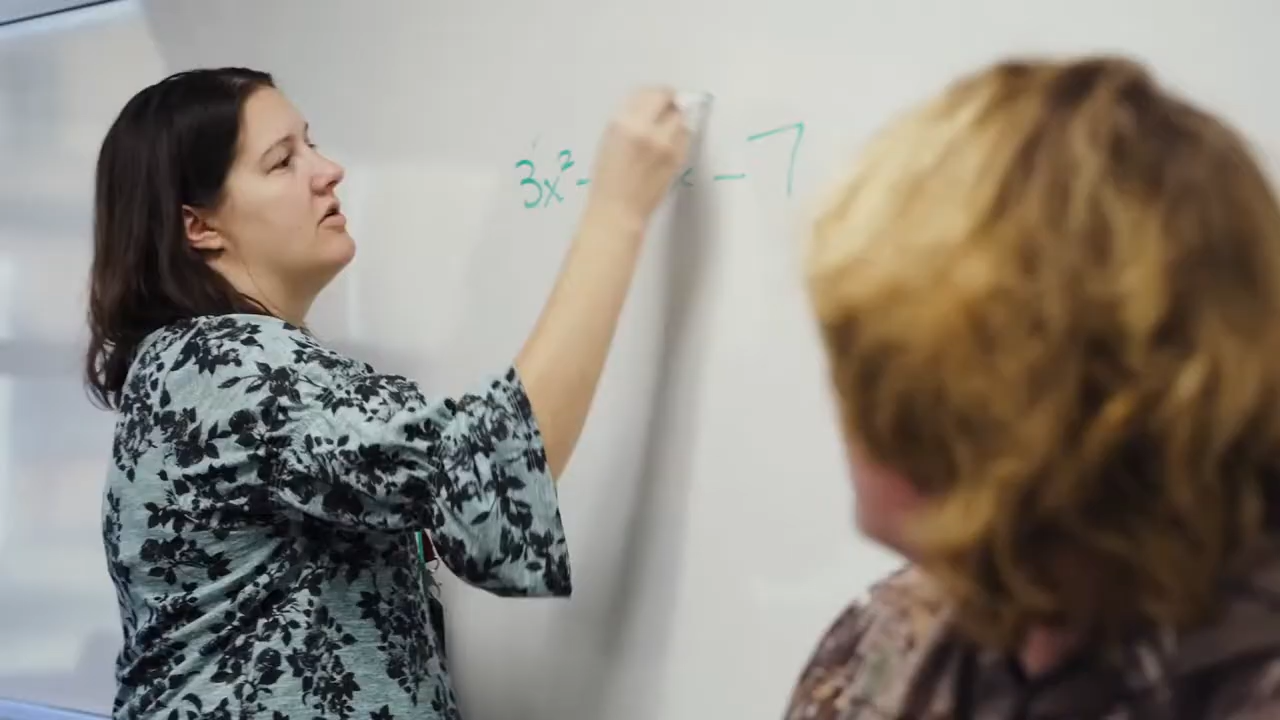 3x² - x - 7